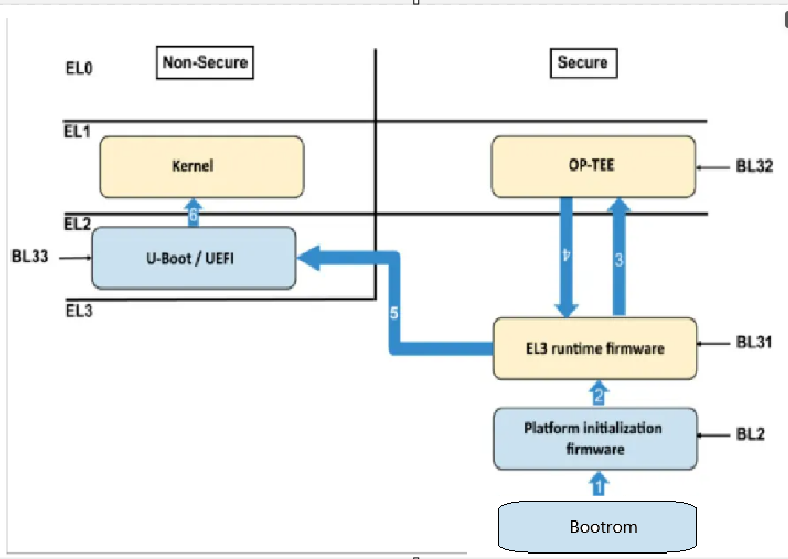 EL0
Non-Secure
Secure
EL1
Kernel
OP-TEE
BL32
6
EL2
BL33
U-Boot / UEFI
4
3
EL3
5
EL3 runtime firmware
BL31
2
Platform initialization
firmware
BL2
1
Bootrom